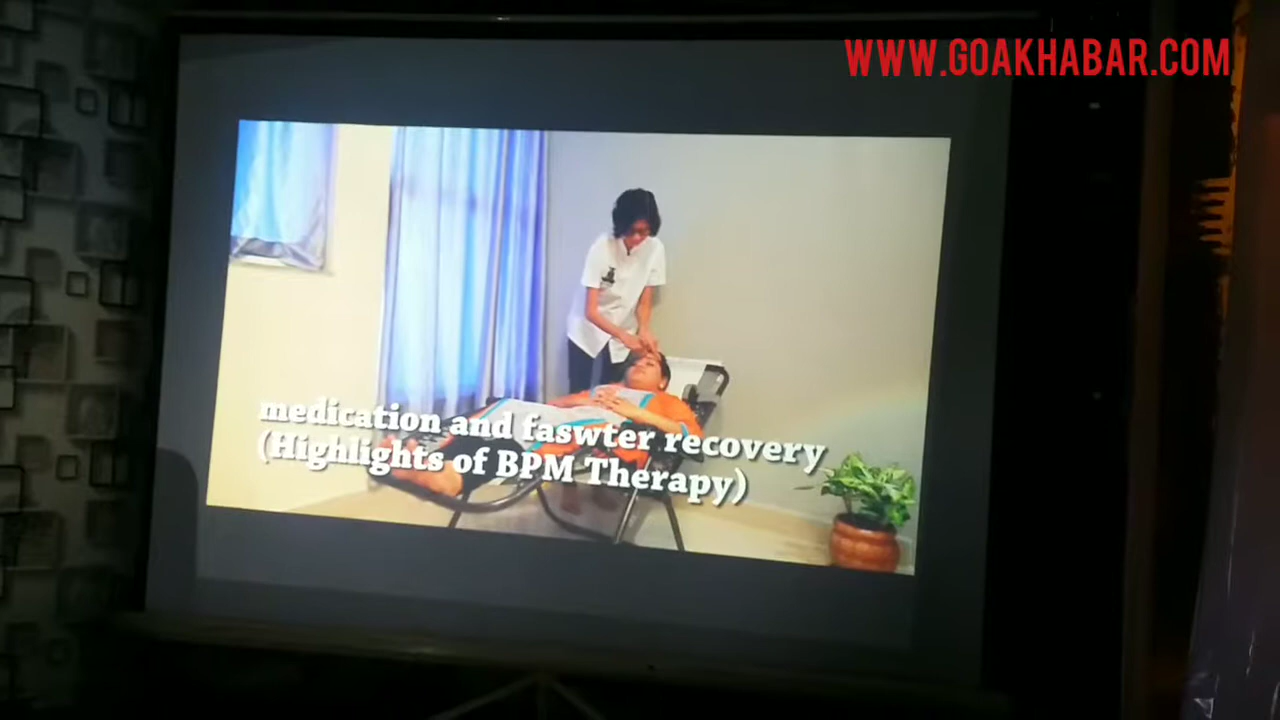 WWW.GOAKHABAR.COM
medication and faswter recovery
(Highlights of BPM Therapy)